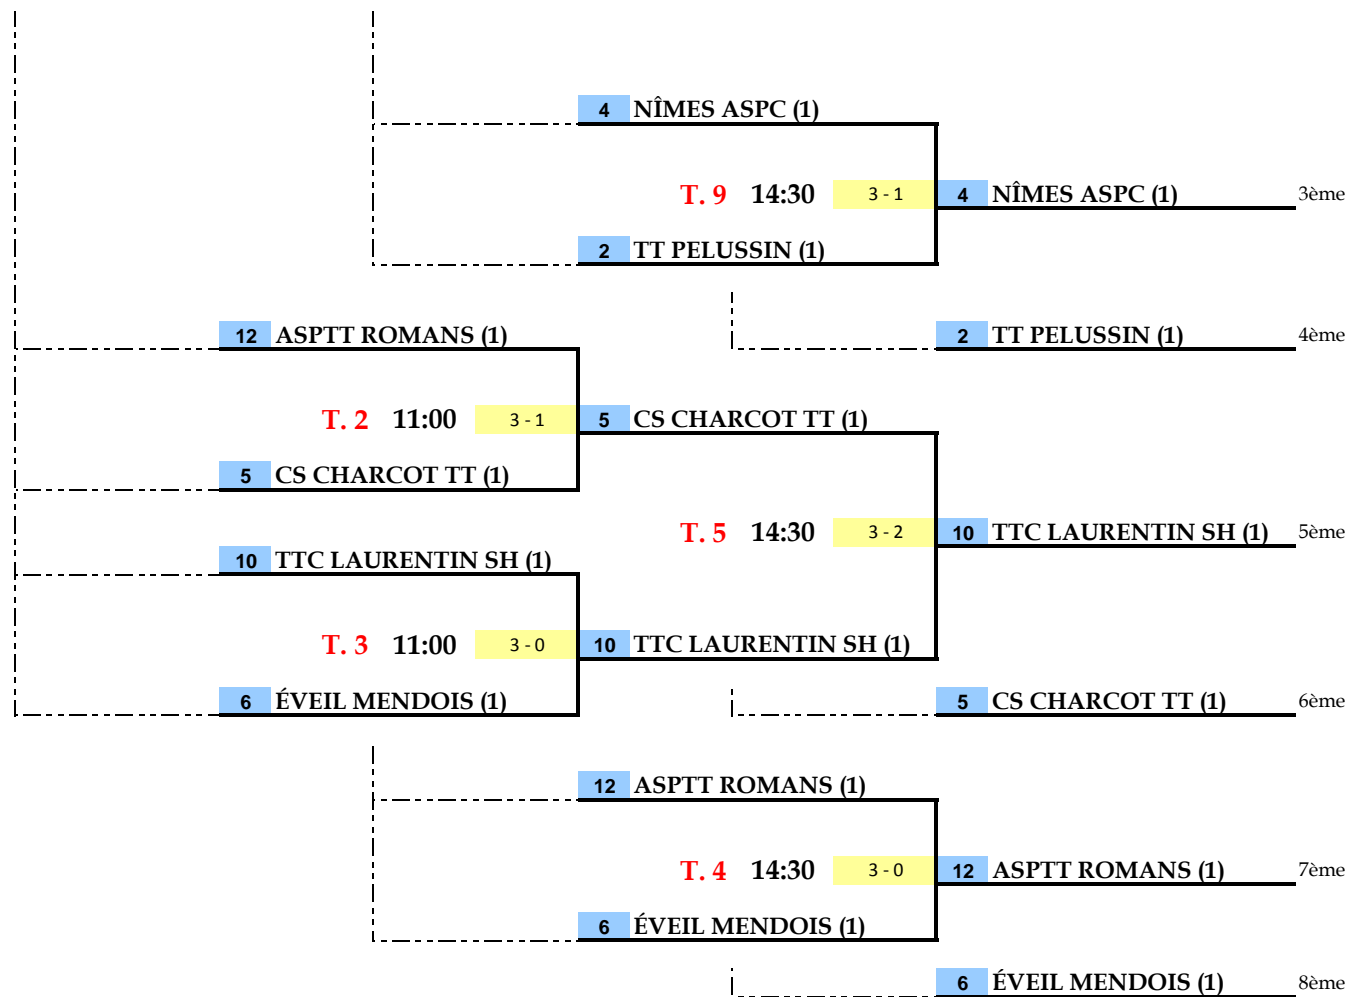 4 NÎMES ASPC (1)
T. 9 14:30 3 - 1 4 NÎMES ASPC (1) 3ème
2 TT PELUSSIN (1)
12 ASPTT ROMANS (1) 2 TT PELUSSIN (1) 4ème
T. 2 11:00 3 - 1 5 CS CHARCOT TT (1)
5 CS CHARCOT TT (1)
T. 5 14:30 3 - 2 10 TTC LAURENTIN SH (1) 5ème
10 TTC LAURENTIN SH (1)
T. 3 11:00 3 - 0 10 TTC LAURENTIN SH (1)
6 ÉVEIL MENDOIS (1) 5 CS CHARCOT TT (1) 6ème
12 ASPTT ROMANS (1)
T. 4 14:30 3 - 0 12 ASPTT ROMANS (1) 7ème
6 ÉVEIL MENDOIS (1)
6 ÉVEIL MENDOIS (1) 8ème